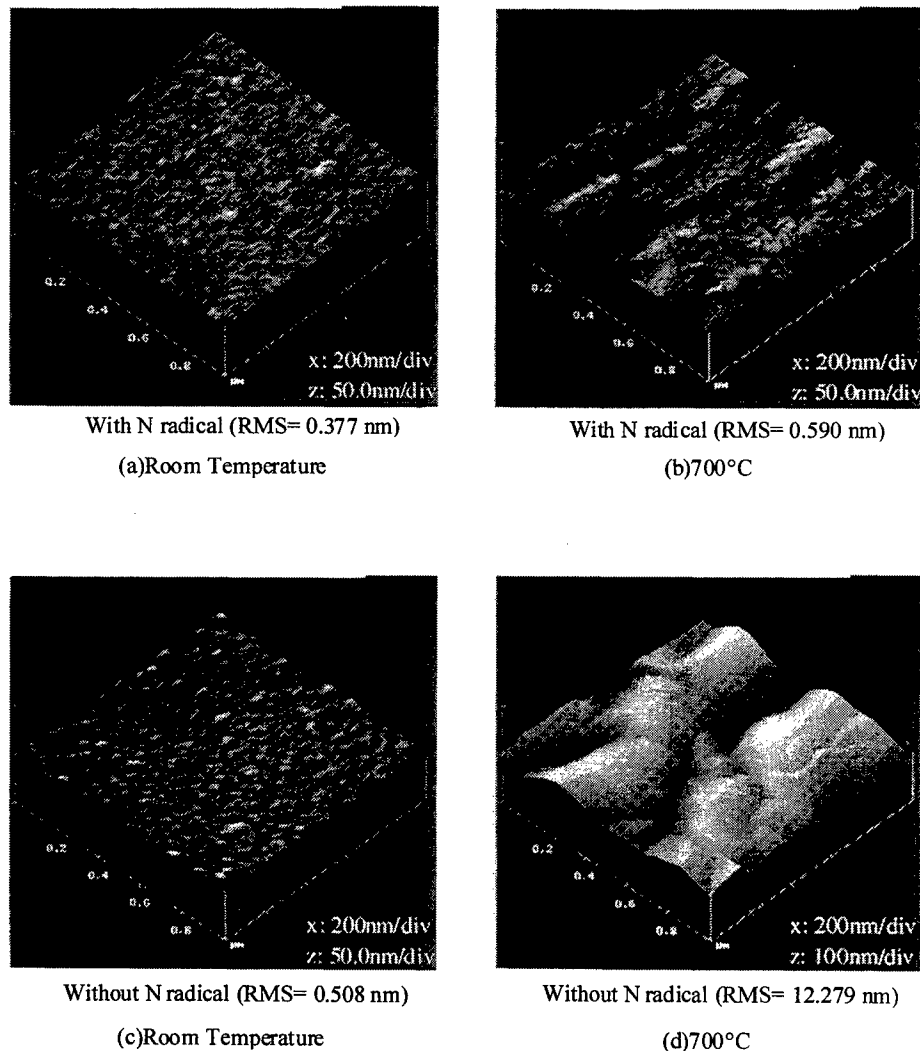 0.2
0.4
0.6
0.8
µM
x: 200nm/div
z: 50.0nm/div
With N radical (RMS= 0.377 nm)
(a)Room Temperature
0.2
0.4
0.6
0.8
µM
x: 200nm/div
z: 50.0nm/div
With N radical (RMS= 0.590 nm)
(b)700°C
0.2
0.4
0.6
0.8
µM
x: 200nm/div
z: 50.0nm/div
Without N radical (RMS= 0.508 nm)
(c)Room Temperature
0.2
0.4
0.6
0.8
µM
x: 200nm/div
z: 100nm/div
Without N radical (RMS= 12.279 nm)
(d)700°C